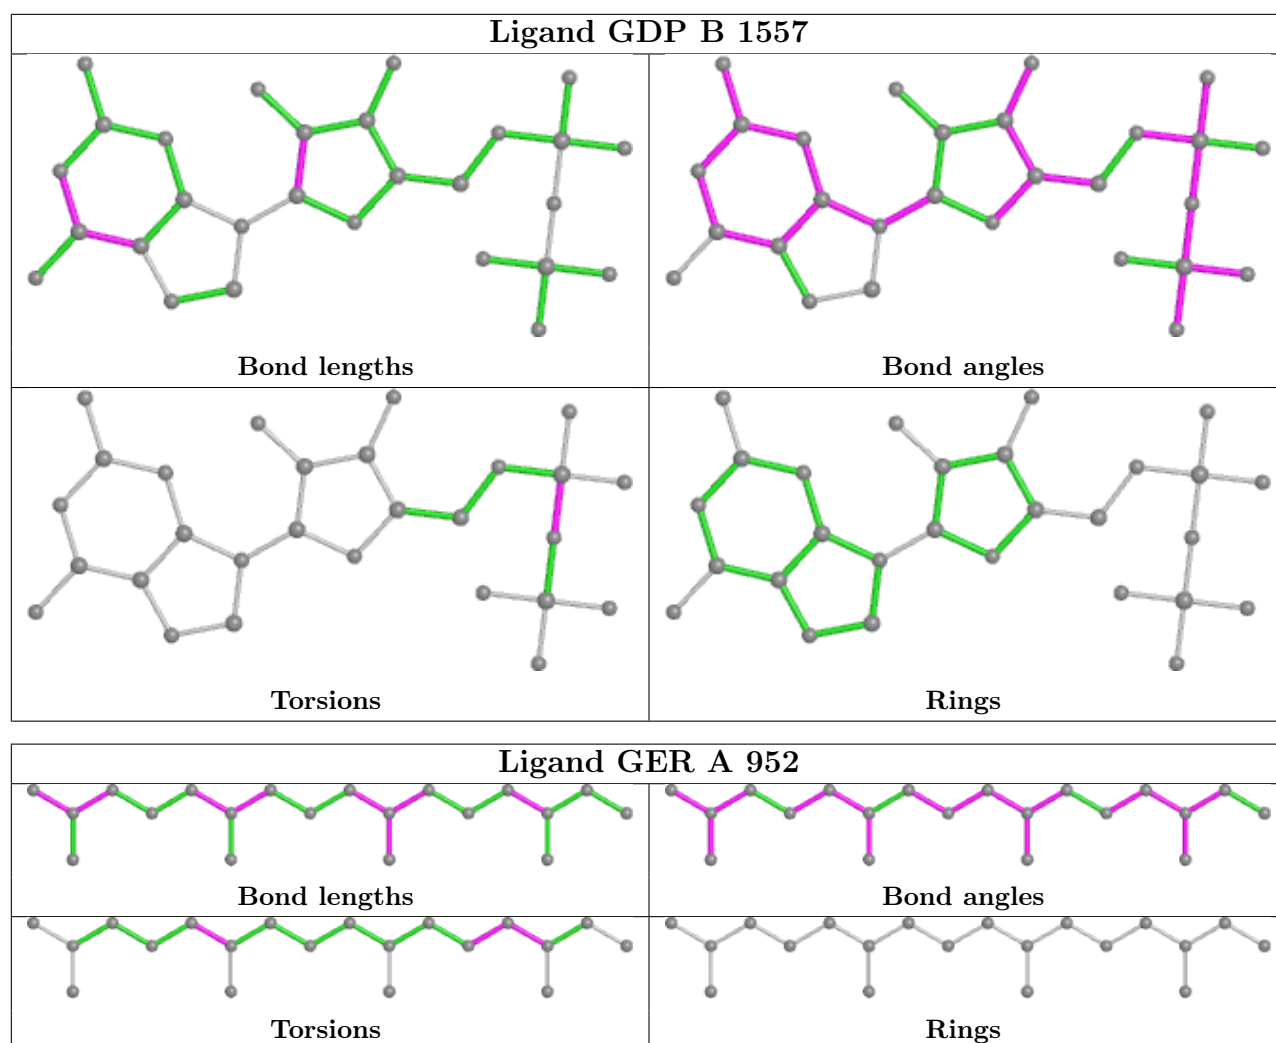 Ligand GDP B 1557
Bond lengths
Bond angles
Torsions
Rings
Ligand GER A 952
Bond lengths
Bond angles
Torsions
Rings